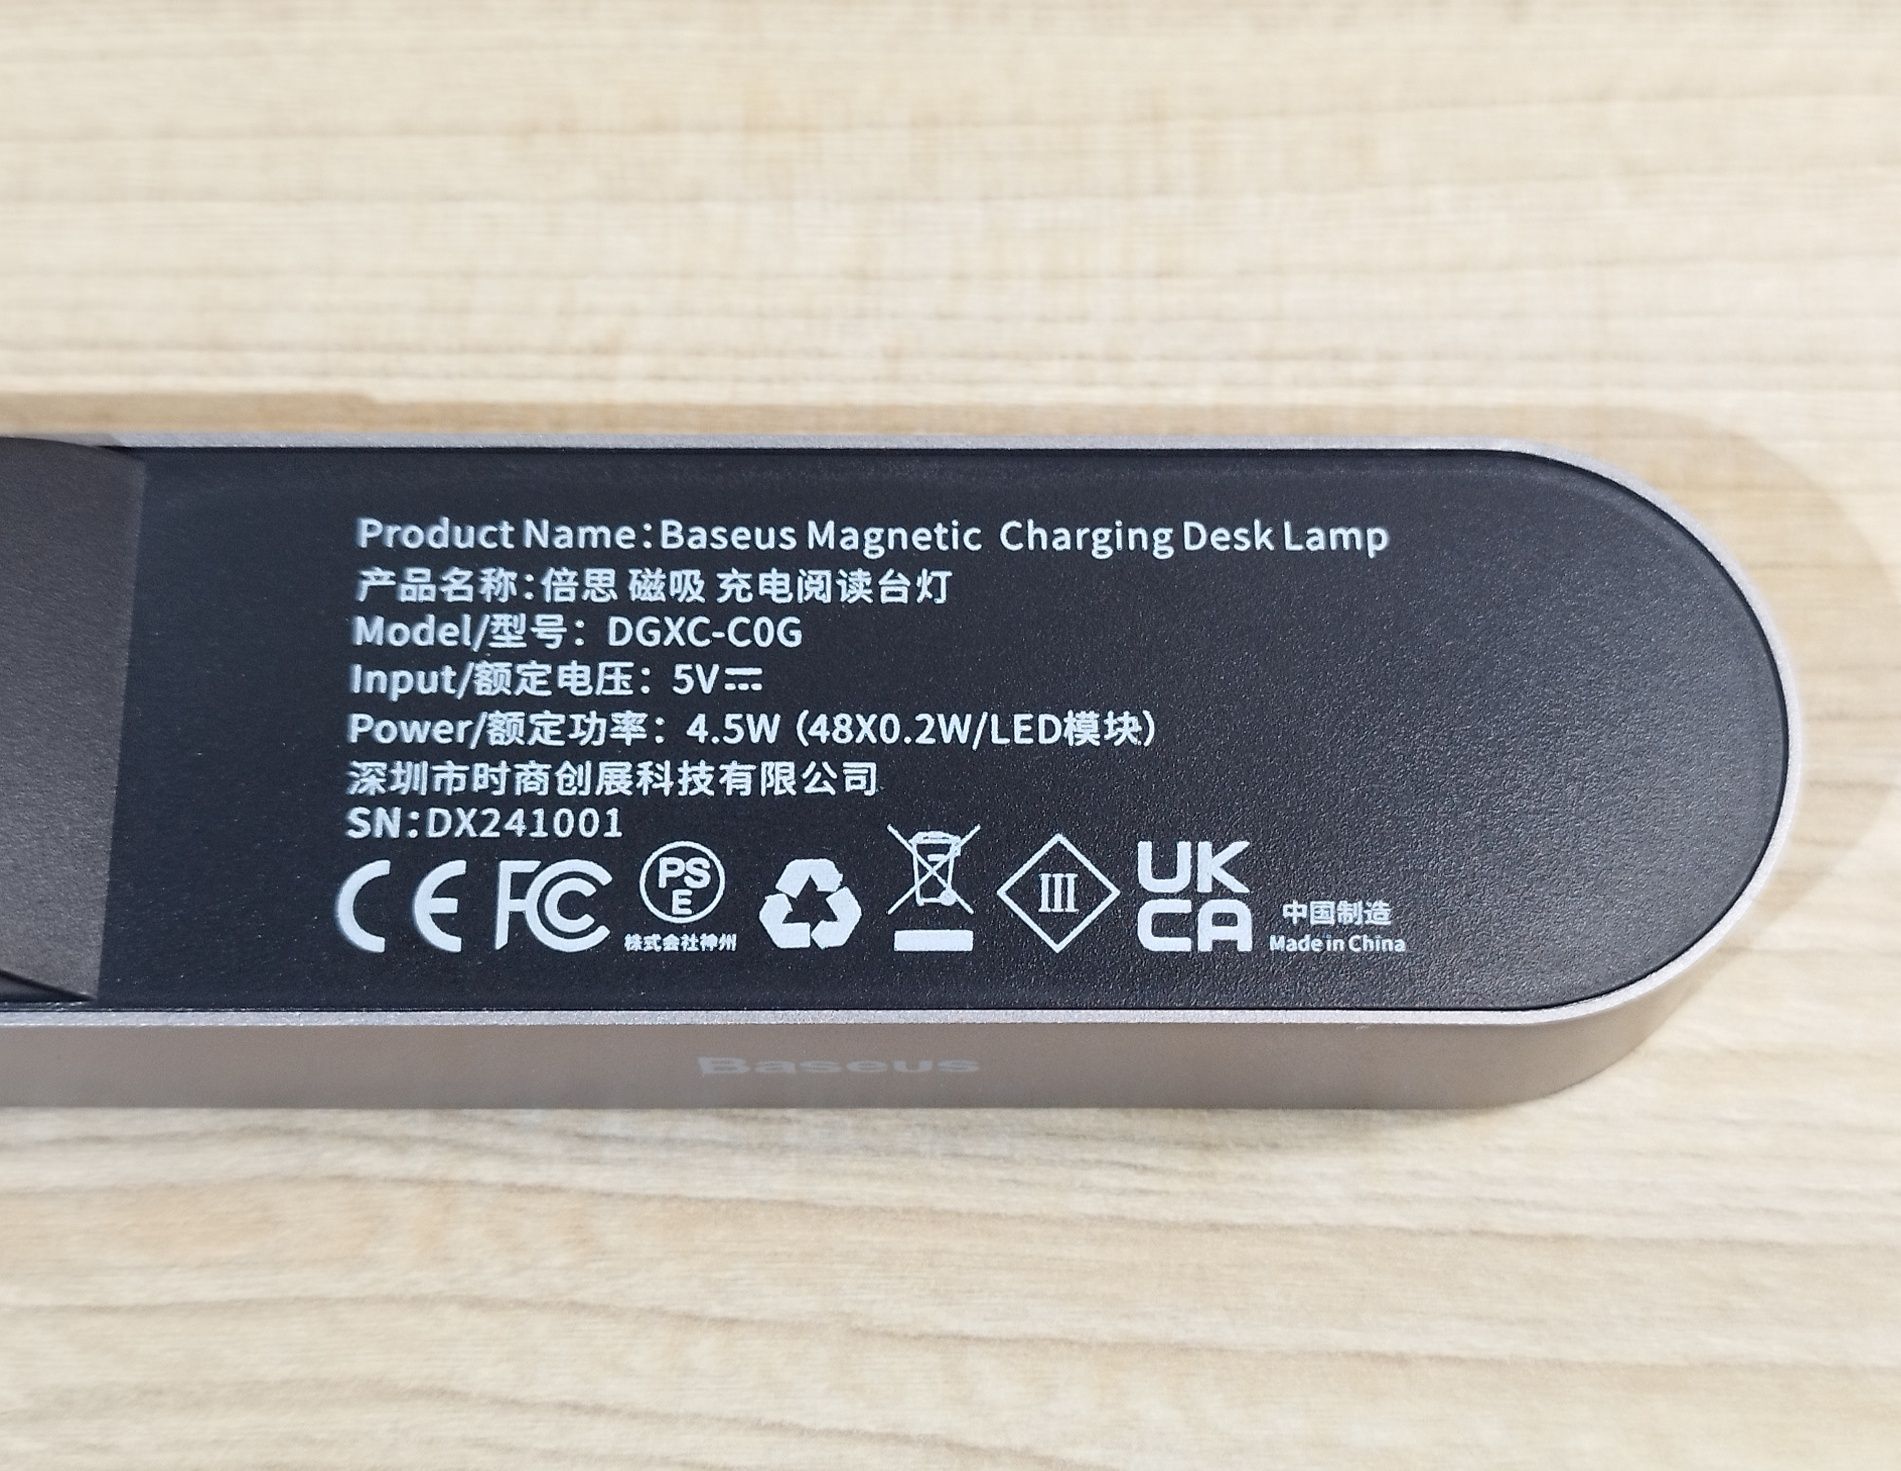 Product Name:Baseus Magnetic Charging Desk Lamp
产品名称:倍思 磁吸 充电阅读台灯
Model/型号: DGXC-C0G
Input/额定电压: 5V⎓
Power/额定功率: 4.5W (48X0.2W/LED模块)
深圳市时商创展科技有限公司
SN:DX241001
CE FC PS E III UK CA
株式会社神州
中国制造
Made in China
Baseus